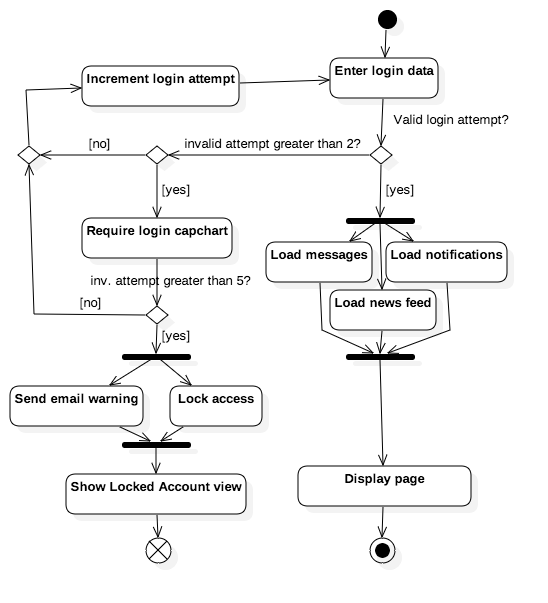 Increment login attempt
Enter login data
Valid login attempt?
[no]
invalid attempt greater than 2?
[yes]
[yes]
Require login capchart
Load messages
Load notifications
inv. attempt greater than 5?
[no]
Load news feed
[yes]
Send email warning
Lock access
Show Locked Account view
Display page